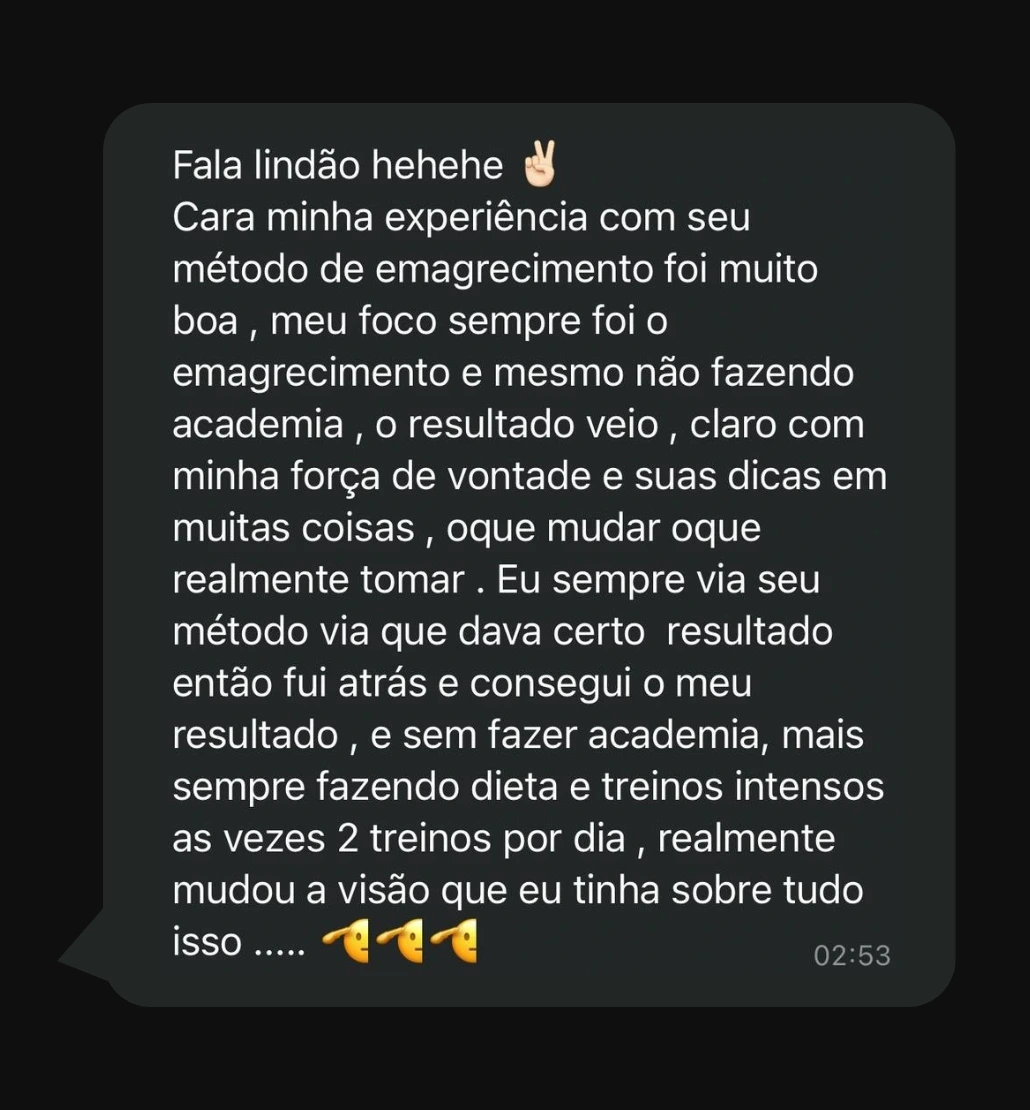 Fala lindão hehehe ✌🏻
Cara minha experiência com seu
método de emagrecimento foi muito
boa , meu foco sempre foi o
emagrecimento e mesmo não fazendo
academia , o resultado veio , claro com
minha força de vontade e suas dicas em
muitas coisas , oque mudar oque
realmente tomar . Eu sempre via seu
método via que dava certo  resultado
então fui atrás e consegui o meu
resultado , e sem fazer academia, mais
sempre fazendo dieta e treinos intensos
as vezes 2 treinos por dia , realmente
mudou a visão que eu tinha sobre tudo
isso ..... 🫡🫡🫡
02:53